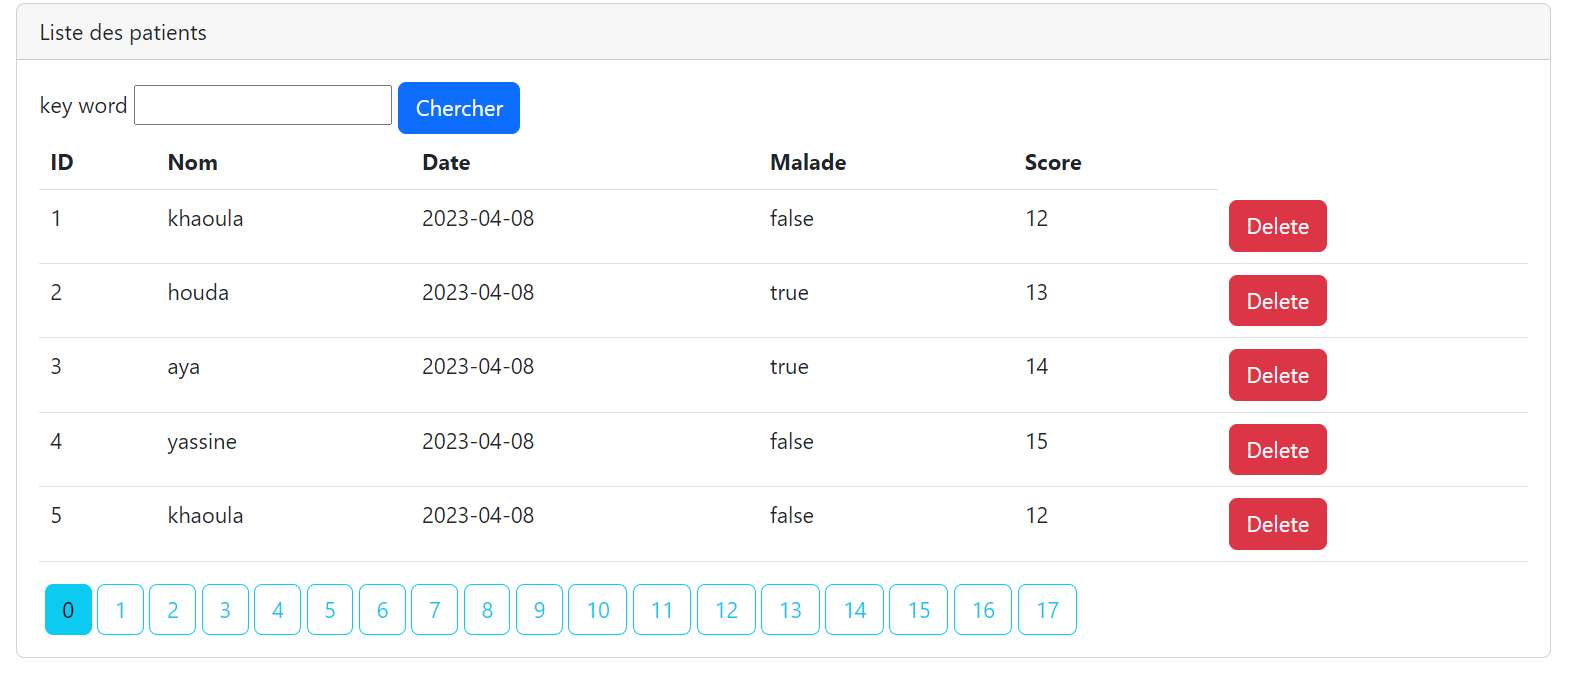 Liste des patients
key word Chercher
ID Nom Date Malade Score
1 khaoula 2023-04-08 false 12 Delete
2 houda 2023-04-08 true 13 Delete
3 aya 2023-04-08 true 14 Delete
4 yassine 2023-04-08 false 15 Delete
5 khaoula 2023-04-08 false 12 Delete
0 1 2 3 4 5 6 7 8 9 10 11 12 13 14 15 16 17